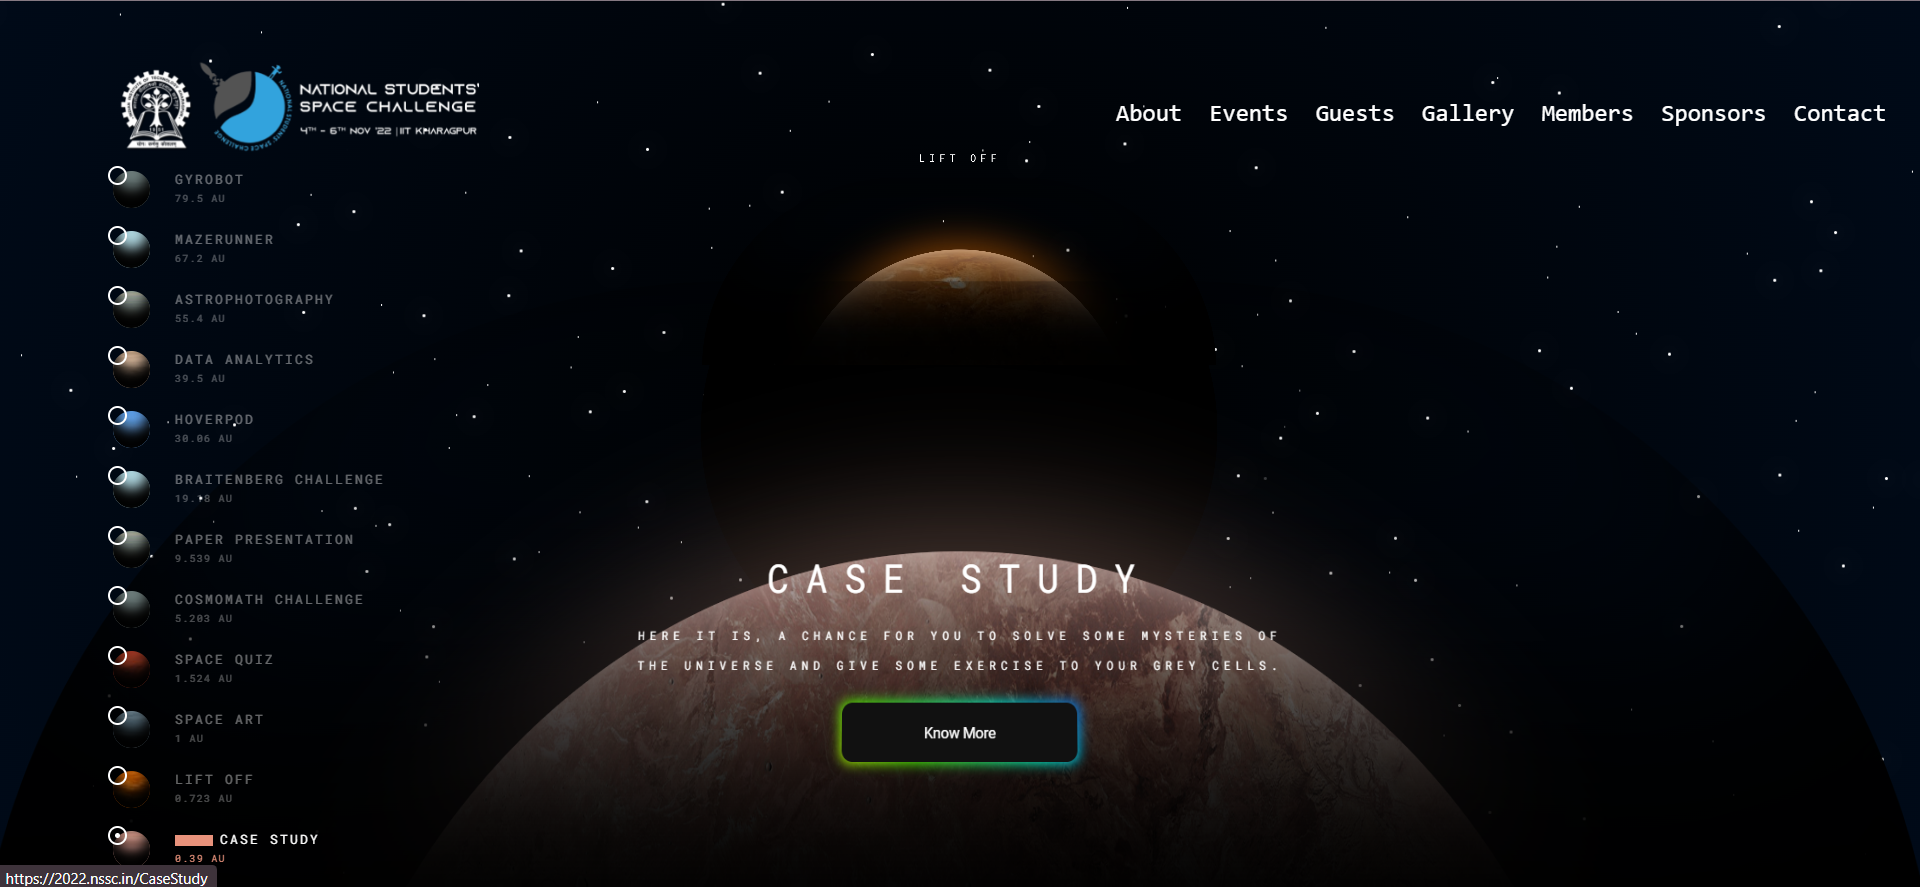 NATIONAL STUDENTS'
SPACE CHALLENGE
4TH - 6TH NOV '22 | IIT KHARAGPUR
About Events Guests Gallery Members Sponsors Contact
LIFT OFF
GYROBOT
79.5 AU
MAZERUNNER
67.2 AU
ASTROPHOTOGRAPHY
55.4 AU
DATA ANALYTICS
39.5 AU
HOVERPOD
30.06 AU
BRAITENBERG CHALLENGE
19.18 AU
PAPER PRESENTATION
9.539 AU
COSMOMATH CHALLENGE
5.203 AU
SPACE QUIZ
1.524 AU
SPACE ART
1 AU
LIFT OFF
0.723 AU
CASE STUDY
0.39 AU
CASE STUDY
HERE IT IS, A CHANCE FOR YOU TO SOLVE SOME MYSTERIES OF
THE UNIVERSE AND GIVE SOME EXERCISE TO YOUR GREY CELLS.
Know More
https://2022.nssc.in/CaseStudy